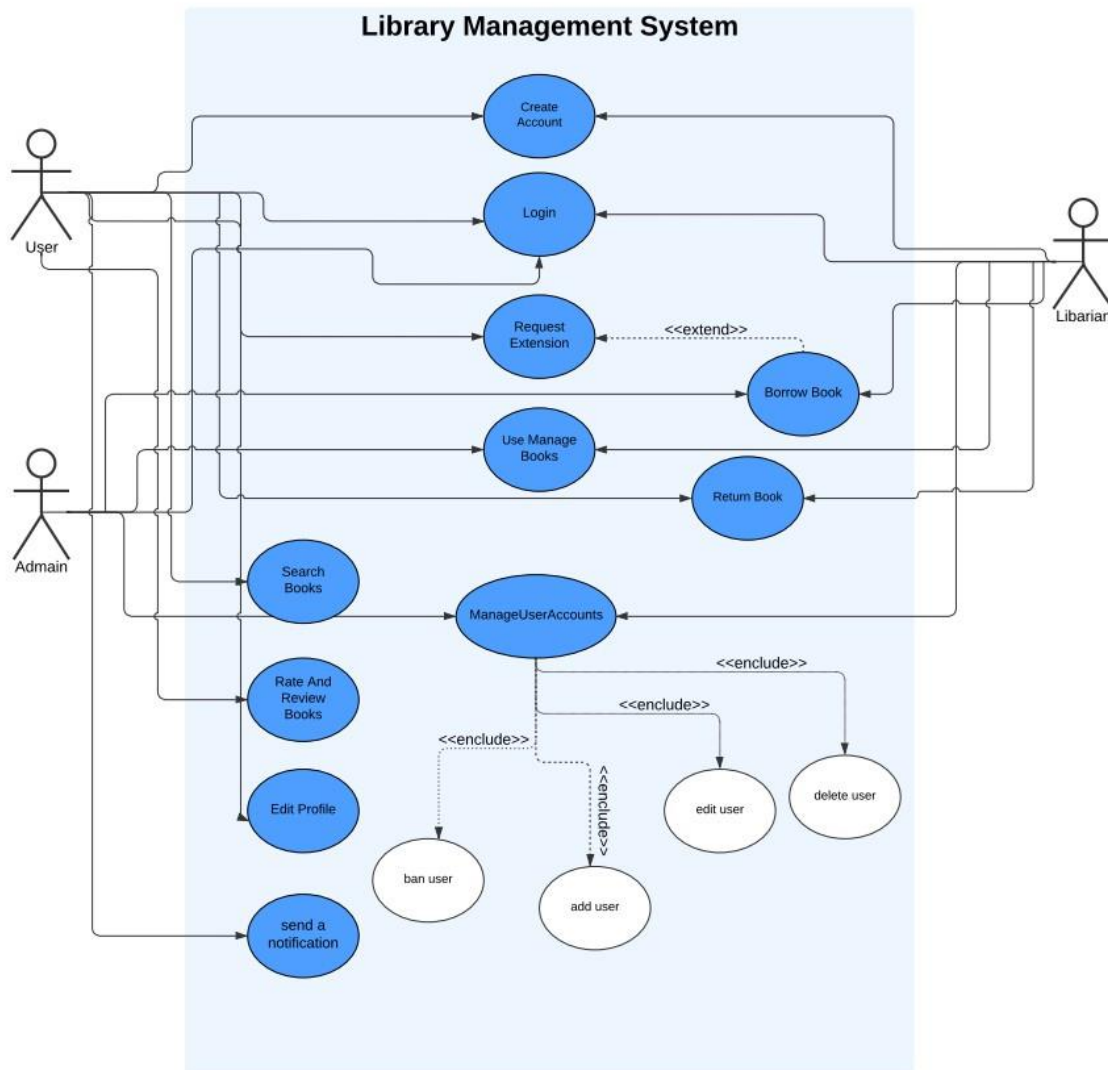 Library Management System
Create
Account
User
Login
Libarian
Request
Extension
<<extend>>
Borrow Book
Use Manage
Books
Return Book
Admain
Search
Books
ManageUserAccounts
<<enclude>>
Rate And
Review
Books
<<enclude>>
<<enclude>>
<<enclude>>
Edit Profile
edit user
delete user
ban user
add user
send a
notification